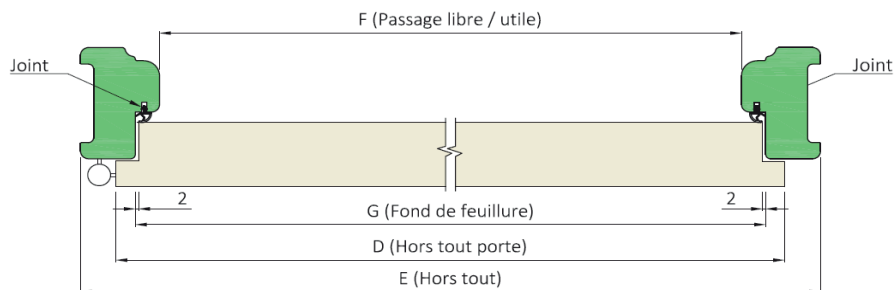 F (Passage libre / utile)
Joint
Joint
2
2
G (Fond de feuillure)
D (Hors tout porte)
E (Hors tout)